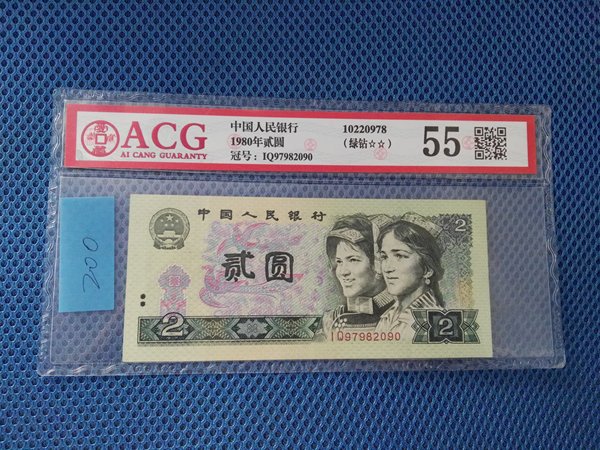 ACG
AI CANG GUARANTY
中国人民银行
1980年贰圆
冠号：IQ97982090
10220978
（绿钻☆☆）
55
200
中国人民银行
2
贰圆
2
2
IQ97982090